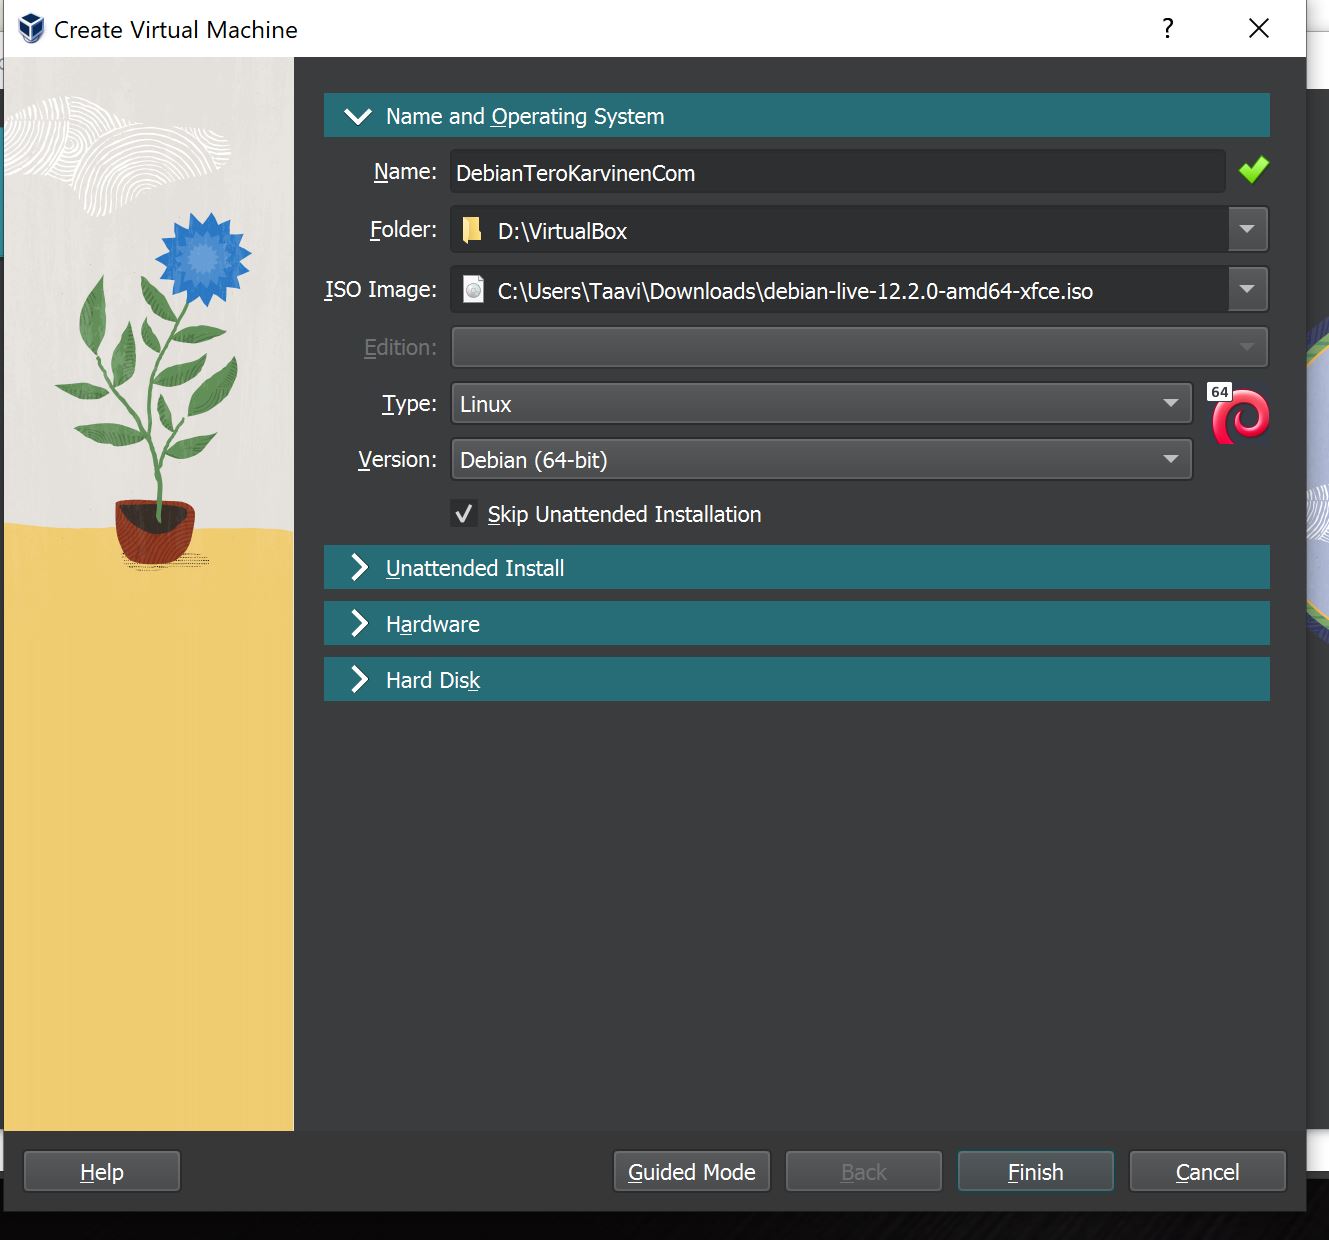 Create Virtual Machine
?
Name and Operating System
Name: DebianTeroKarvinenCom
Folder: D:\VirtualBox
ISO Image: C:\Users\Taavi\Downloads\debian-live-12.2.0-amd64-xfce.iso
Edition:
Type: Linux
64
Version: Debian (64-bit)
Skip Unattended Installation
Unattended Install
Hardware
Hard Disk
Help Guided Mode Back Finish Cancel